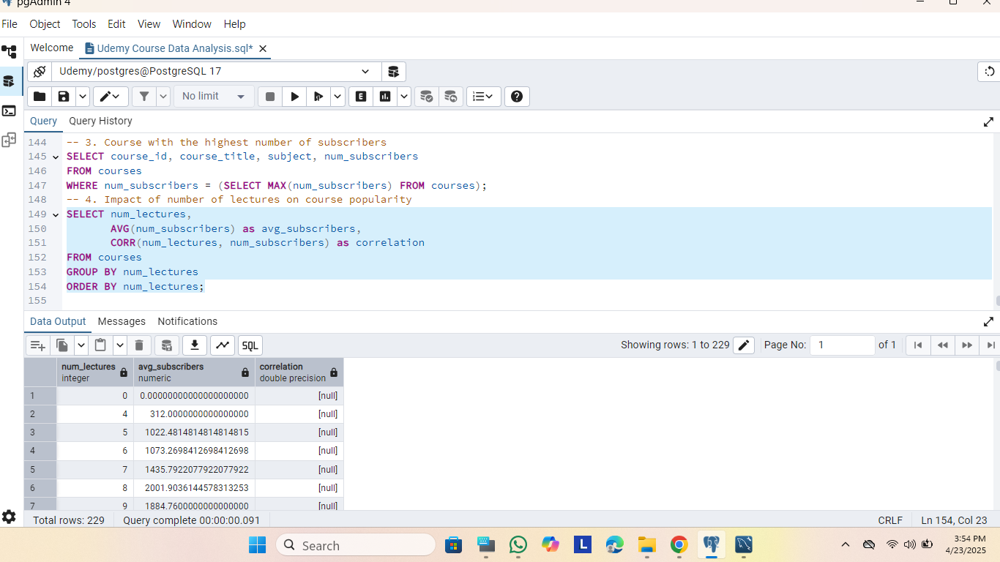 pgAdmin 4
File Object Tools Edit View Window Help
Welcome Udemy Course Data Analysis.sql*
Udemy/postgres@PostgreSQL 17
No limit
E
Query Query History
144 -- 3. Course with the highest number of subscribers
145 SELECT course_id, course_title, subject, num_subscribers
146 FROM courses
147 WHERE num_subscribers = (SELECT MAX(num_subscribers) FROM courses);
148 -- 4. Impact of number of lectures on course popularity
149 SELECT num_lectures,
150 AVG(num_subscribers) as avg_subscribers,
151 CORR(num_lectures, num_subscribers) as correlation
152 FROM courses
153 GROUP BY num_lectures
154 ORDER BY num_lectures;
155
Data Output Messages Notifications
SQL Showing rows: 1 to 229 Page No: 1 of 1
num_lectures avg_subscribers correlation
integer numeric double precision
1 0 0.00000000000000000000 [null]
2 4 312.0000000000000000 [null]
3 5 1022.4814814814814815 [null]
4 6 1073.2698412698412698 [null]
5 7 1435.7922077922077922 [null]
6 8 2001.9036144578313253 [null]
7 9 1884.7600000000000000 [null]
Total rows: 229 Query complete 00:00:00.091 CRLF Ln 154, Col 23
Search L 3:54 PM
4/23/2025